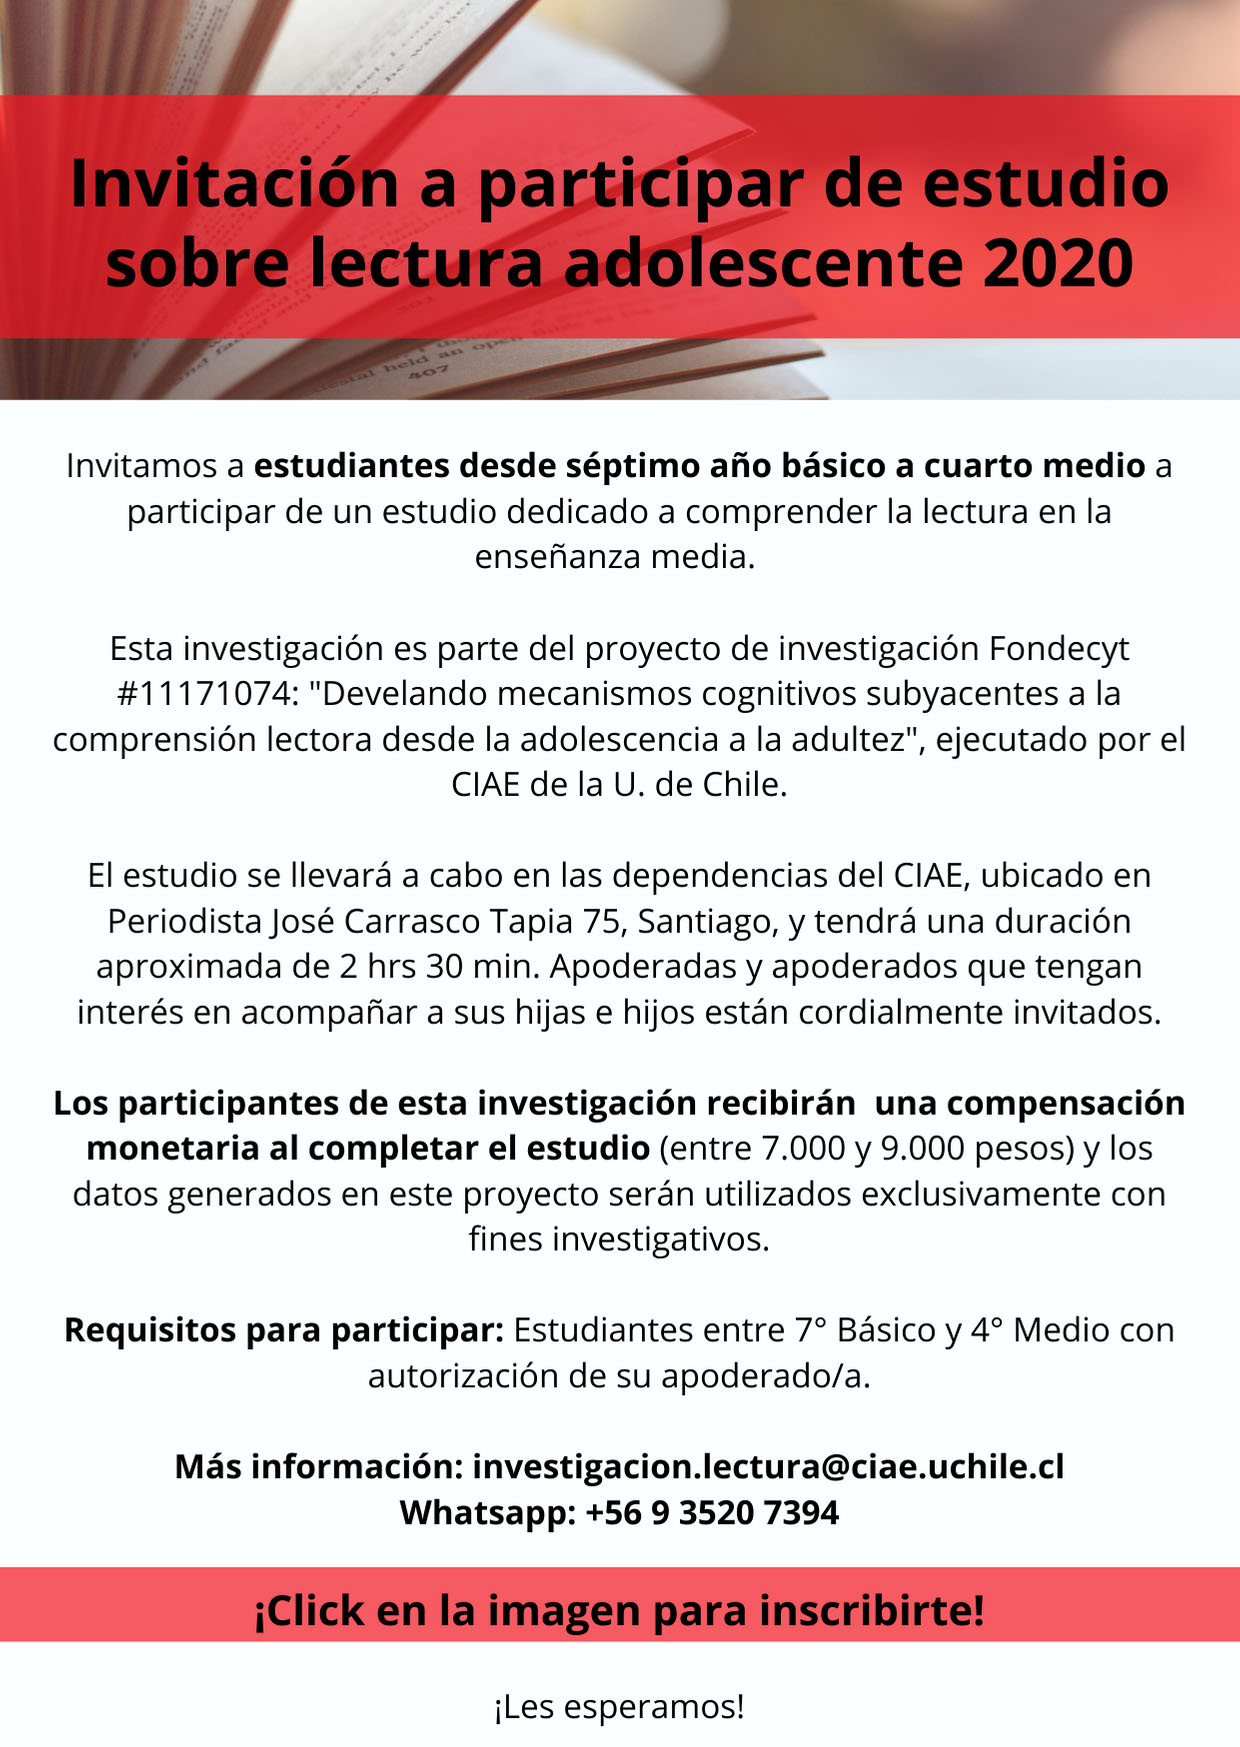 Invitación a participar de estudio
sobre lectura adolescente 2020
held an open
407
Invitamos a estudiantes desde séptimo año básico a cuarto medio a
participar de un estudio dedicado a comprender la lectura en la
enseñanza media.
Esta investigación es parte del proyecto de investigación Fondecyt
#11171074: "Develando mecanismos cognitivos subyacentes a la
comprensión lectora desde la adolescencia a la adultez", ejecutado por el
CIAE de la U. de Chile.
El estudio se llevará a cabo en las dependencias del CIAE, ubicado en
Periodista José Carrasco Tapia 75, Santiago, y tendrá una duración
aproximada de 2 hrs 30 min. Apoderadas y apoderados que tengan
interés en acompañar a sus hijas e hijos están cordialmente invitados.
Los participantes de esta investigación recibirán  una compensación
monetaria al completar el estudio (entre 7.000 y 9.000 pesos) y los
datos generados en este proyecto serán utilizados exclusivamente con
fines investigativos.
Requisitos para participar: Estudiantes entre 7° Básico y 4° Medio con
autorización de su apoderado/a.
Más información: investigacion.lectura@ciae.uchile.cl
Whatsapp: +56 9 3520 7394
¡Click en la imagen para inscribirte!
¡Les esperamos!